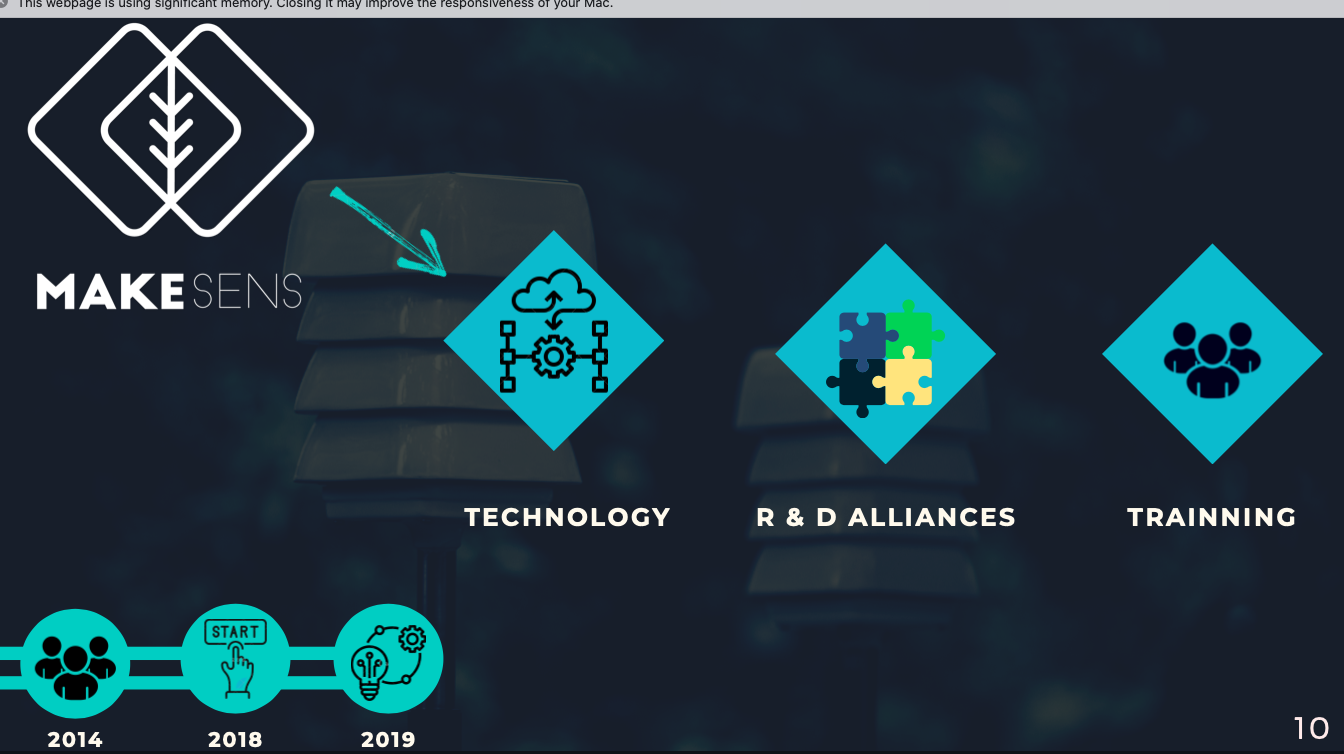 This webpage is using significant memory. Closing it may improve the responsiveness of your Mac.
MAKESENS
TECHNOLOGY
R & D ALLIANCES
TRAINNING
START
2014
2018
2019
10